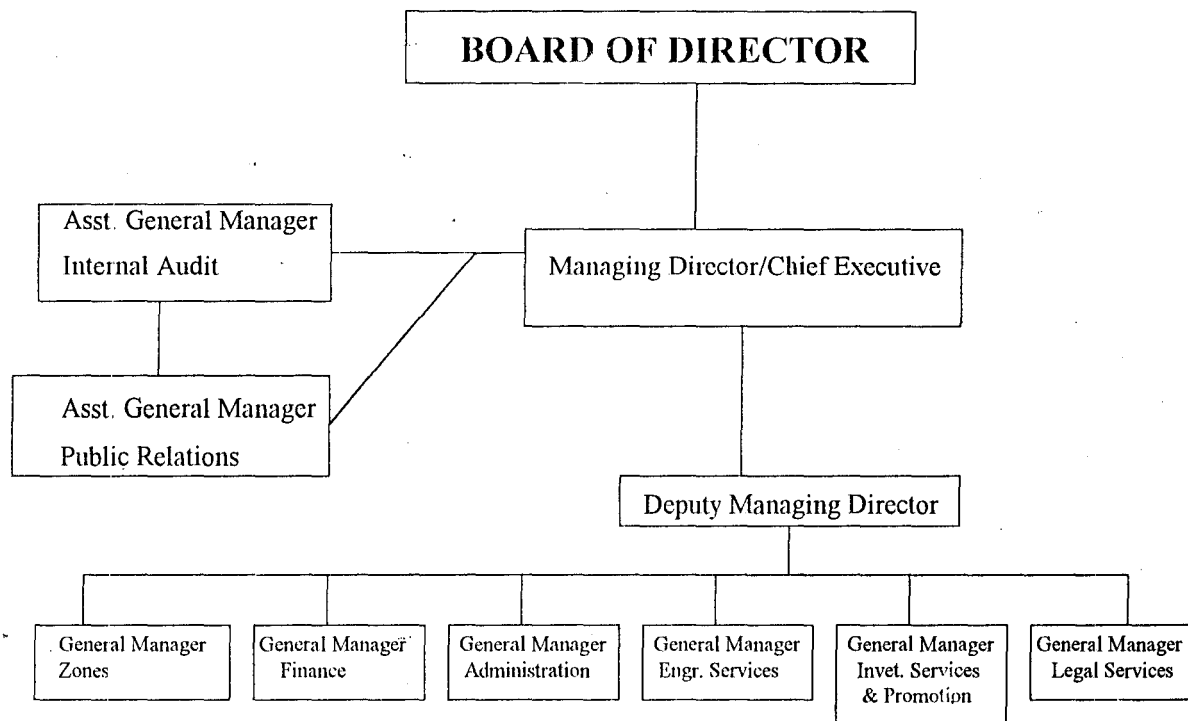 BOARD OF DIRECTOR
Asst. General Manager
Internal Audit
Managing Director/Chief Executive
Asst. General Manager
Public Relations
Deputy Managing Director
General Manager
Zones
General Manager
Finance
General Manager
Administration
General Manager
Engr. Services
General Manager
Invet. Services
& Promotion
General Manager
Legal Services